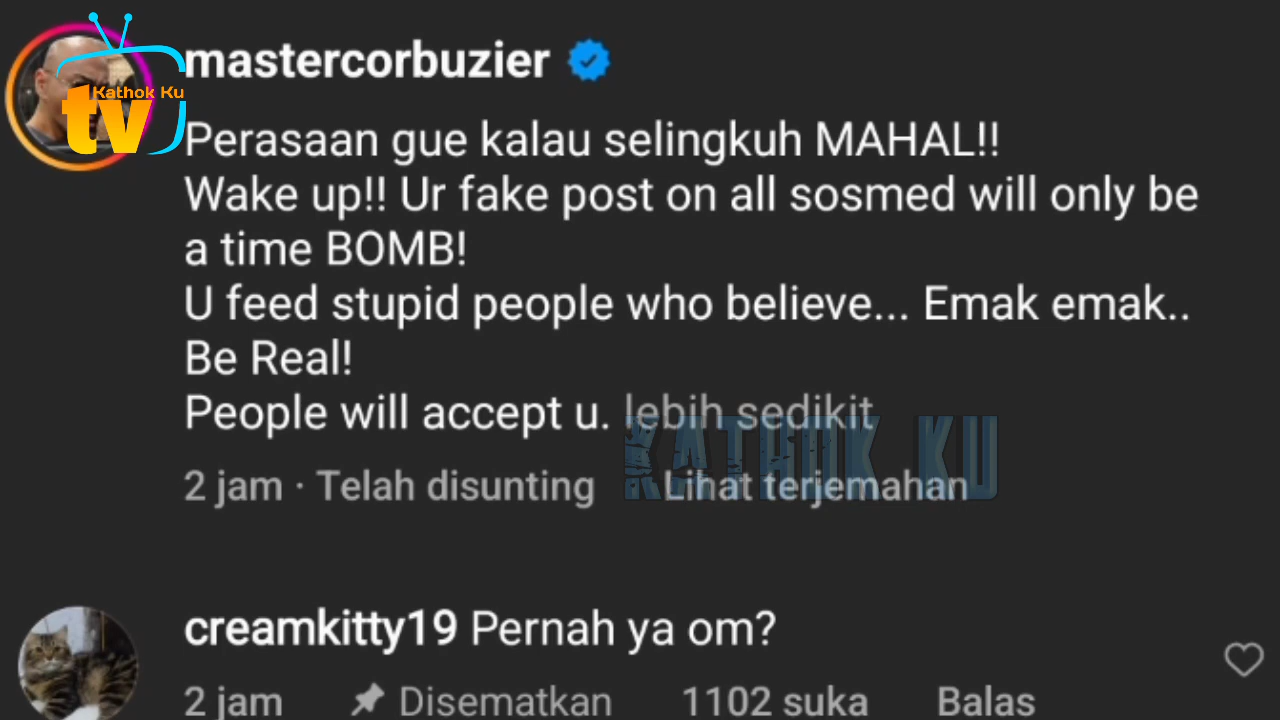 mastercorbuzier
Kathok Ku
tv
Perasaan gue kalau selingkuh MAHAL!!
Wake up!! Ur fake post on all sosmed will only be
a time BOMB!
U feed stupid people who believe... Emak emak..
Be Real!
People will accept u. lebih sedikit
KATHOK KU
2 jam · Telah disunting Lihat terjemahan
creamkitty19 Pernah ya om?
2 jam Disematkan 1102 suka Balas